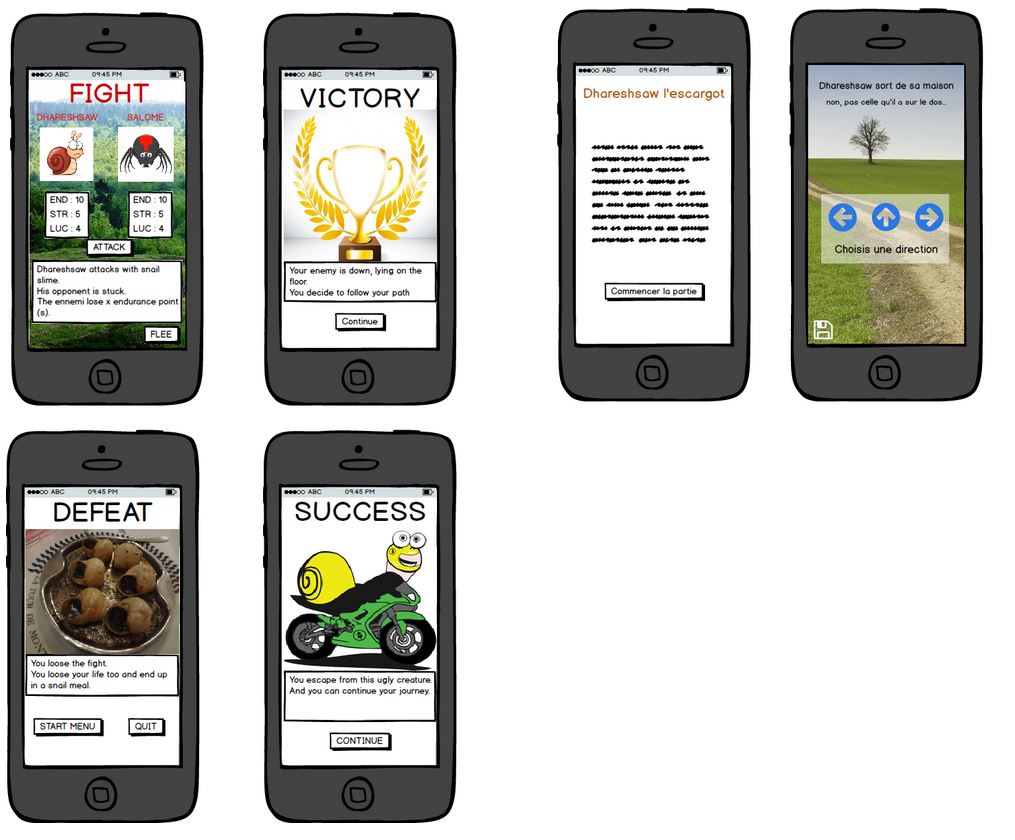 ABC 09:45 PM
FIGHT
DHARESHSAW SALOME
END : 10 END : 10
STR : 5 STR : 5
LUC : 4 LUC : 4
ATTACK
Dhareshsaw attacks with snail
slime.
His opponent is stuck.
The ennemi lose x endurance point
(s).
FLEE
ABC 09:45 PM
VICTORY
Your enemy is down, lying on the
floor.
You decide to follow your path
Continue
ABC 09:45 PM
Dhareshsaw l'escargot
Commencer la partie
Dhareshsaw sort de sa maison
non, pas celle qu'il a sur le dos...
Choisis une direction
ABC 09:45 PM
DEFEAT
You loose the fight.
You loose your life too and end up
in a snail meal.
START MENU QUIT
ABC 09:45 PM
SUCCESS
You escape from this ugly creature.
And you can continue your journey.
CONTINUE